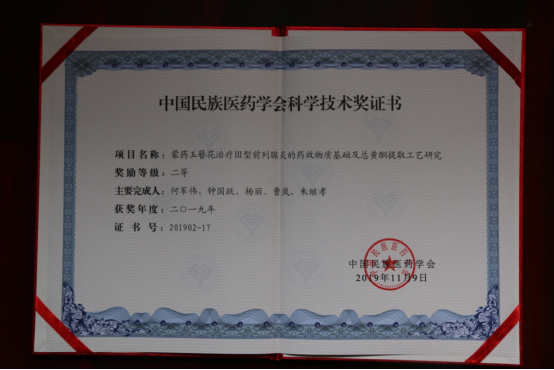 中国民族医药学会科学技术奖证书
项目名称：蒙药玉簪花治疗III型前列腺炎的药效物质基础及总黄酮提取工艺研究
奖励等级：二等
主要完成人：何军伟、钟国跃、杨丽、曹岚、朱继孝
获奖年度：二〇一九年
证书号：201902-17
中国民族医药学会
2019年11月9日